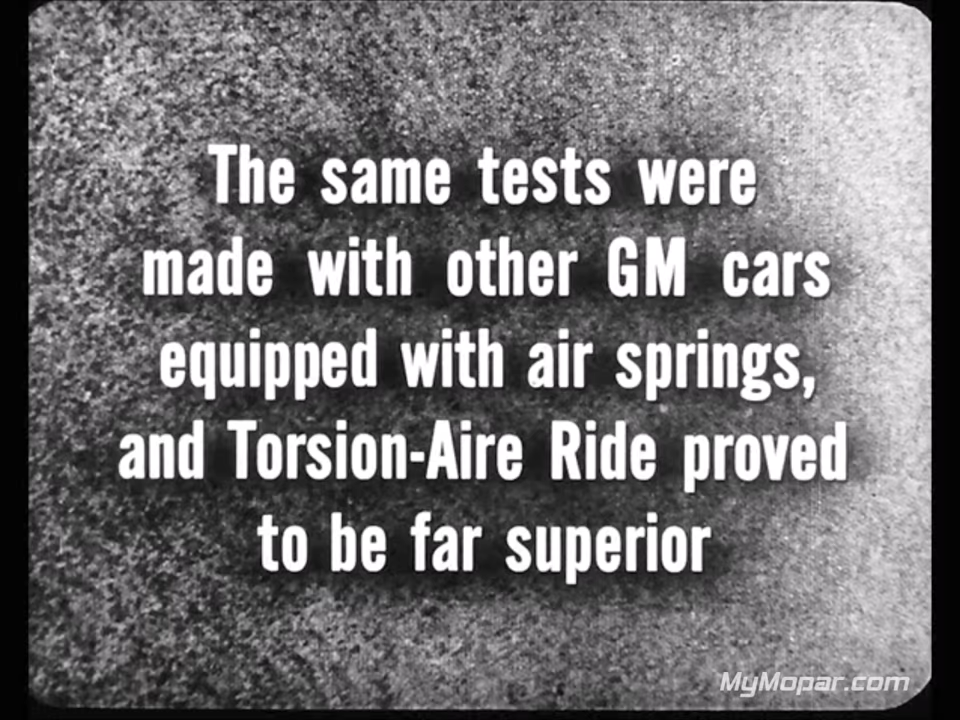 The same tests were
made with other GM cars
equipped with air springs,
and Torsion-Aire Ride proved
to be far superior
MyMopar.com